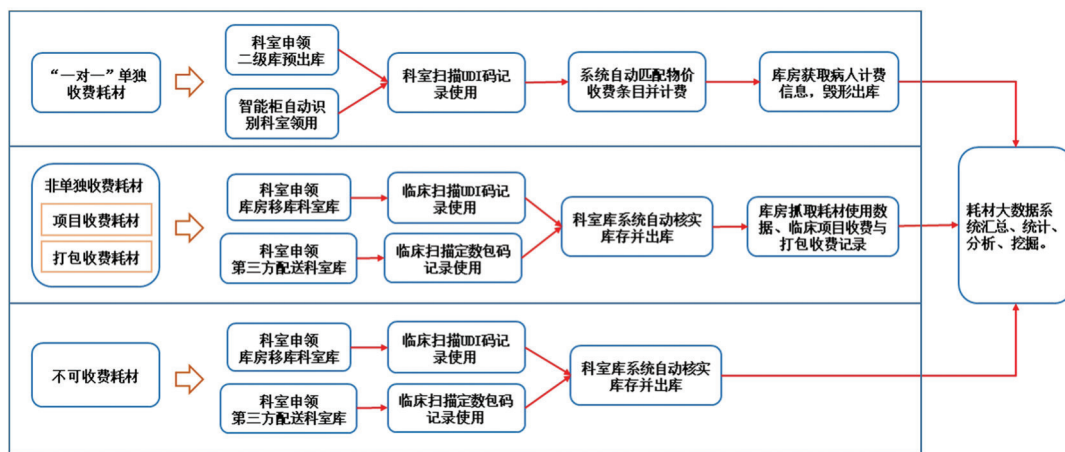 “一对一”单独
收费耗材
科室申领
二级库预出库
智能柜自动识
别科室领用
科室扫描UDI码记
录使用
系统自动匹配物价
收费条目并计费
库房获取病人计费
信息，毁形出库
非单独收费耗材
项目收费耗材
打包收费耗材
科室申领
库房移库科室库
科室申领
第三方配送科室库
临床扫描UDI码记
录使用
临床扫描定数包码
记录使用
科室库系统自动核实
库存并出库
库房抓取耗材使用数
据、临床项目收费与
打包收费记录
不可收费耗材
科室申领
库房移库科室库
科室申领
第三方配送科室库
临床扫描UDI码记
录使用
临床扫描定数包码
记录使用
科室库系统自动核实
库存并出库
耗材大数据系
统汇总、统计、
分析、挖掘。